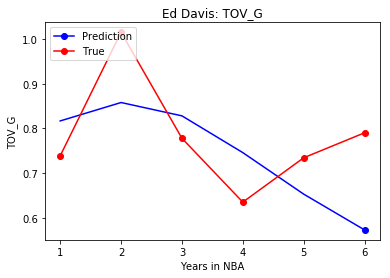 Ed Davis: TOV_G
Prediction
True
1.0
0.9
0.8
0.7
0.6
TOV_G
1 2 3 4 5 6
Years in NBA